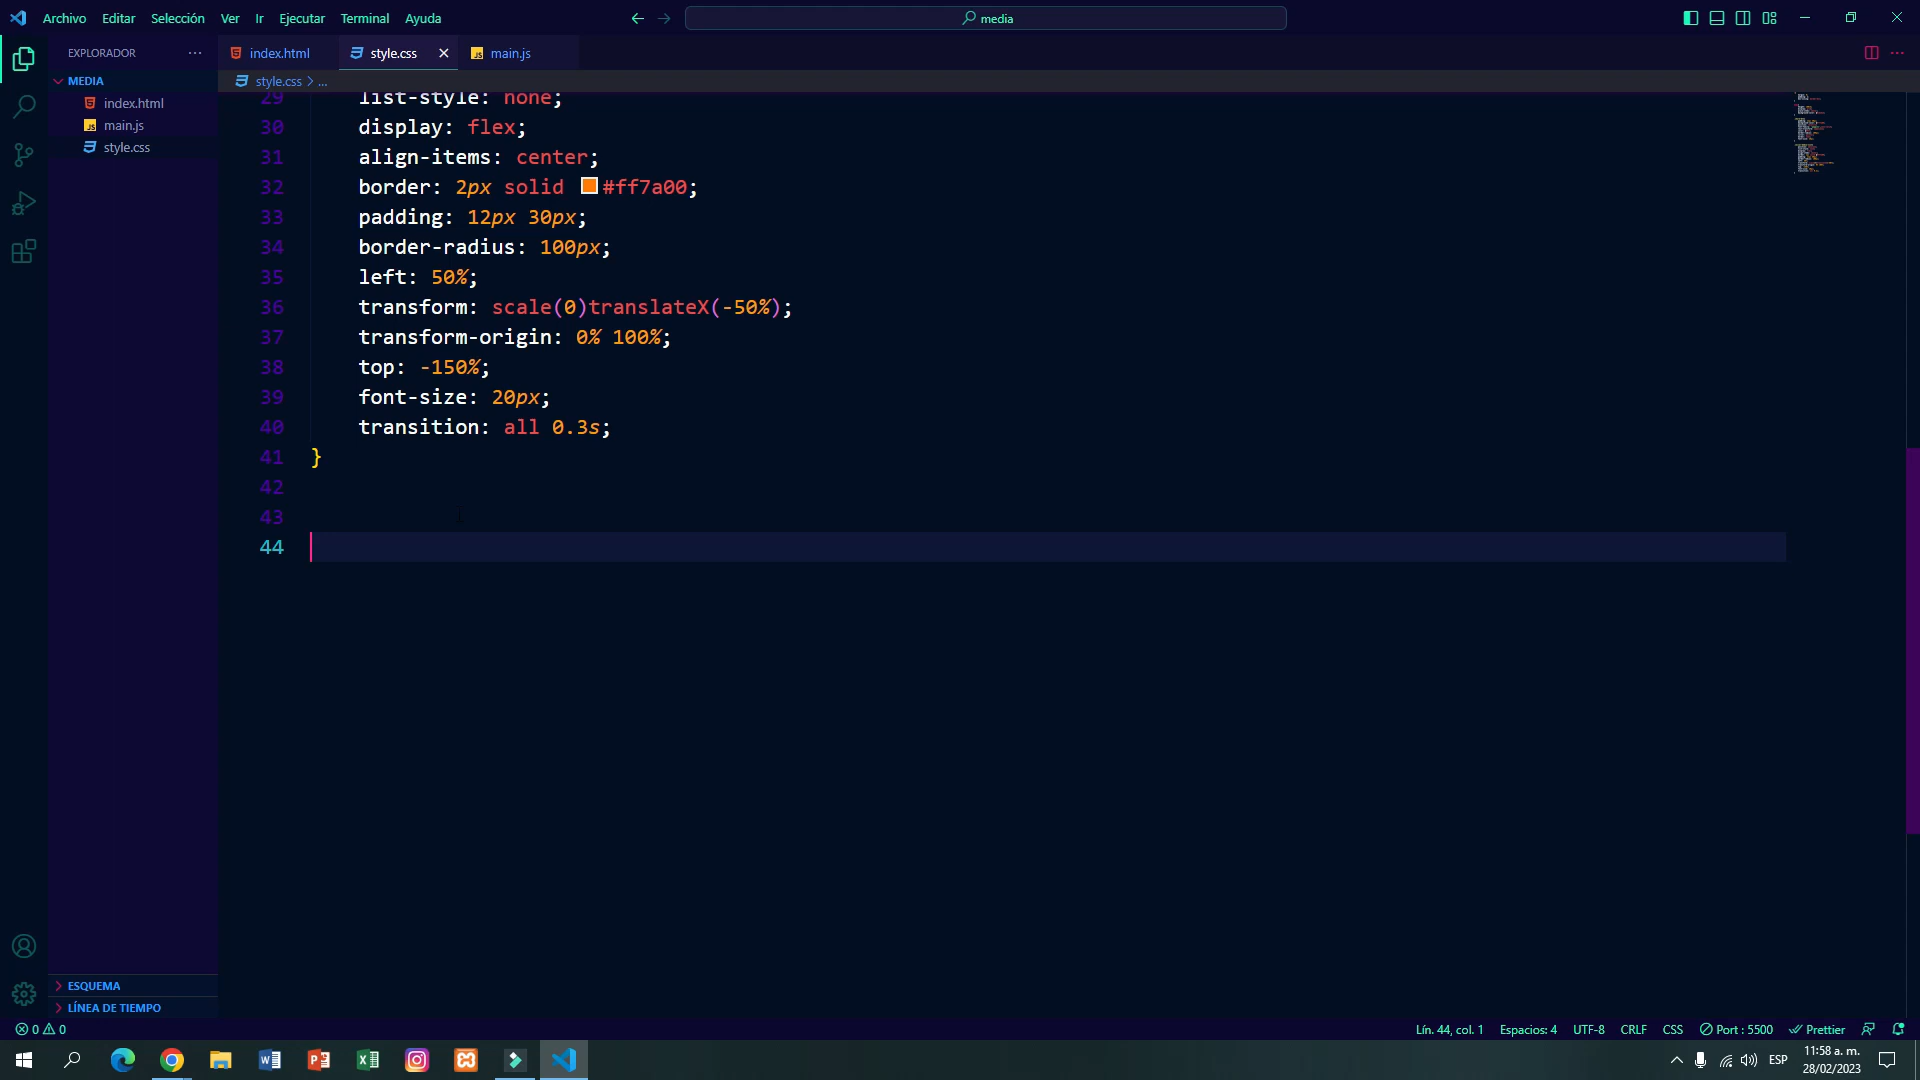 Archivo Editar Selección Ver Ir Ejecutar Terminal Ayuda
media
EXPLORADOR
MEDIA
index.html
main.js
style.css
index.html
style.css
main.js
style.css > ...
29 list-style: none;
30 display: flex;
31 align-items: center;
32 border: 2px solid #ff7a00;
33 padding: 12px 30px;
34 border-radius: 100px;
35 left: 50%;
36 transform: scale(0)translateX(-50%);
37 transform-origin: 0% 100%;
38 top: -150%;
39 font-size: 20px;
40 transition: all 0.3s;
41 }
42
43
44
ESQUEMA
LÍNEA DE TIEMPO
0 0
Lín. 44, col. 1 Espacios: 4 UTF-8 CRLF CSS Port : 5500 Prettier
ESP
11:58 a. m.
28/02/2023